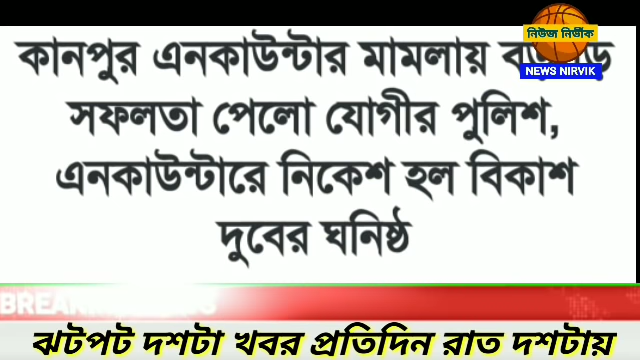 নিউজ নির্ভীক
NEWS NIRVIK
কানপুর এনকাউন্টার মামলায়
সফলতা পেলো যোগীর পুলিশ,
এনকাউন্টারে নিকেশ হল বিকাশ
দুবের ঘনিষ্ঠ
ঝটপট দশটা খবর প্রতিদিন রাত দশটায়